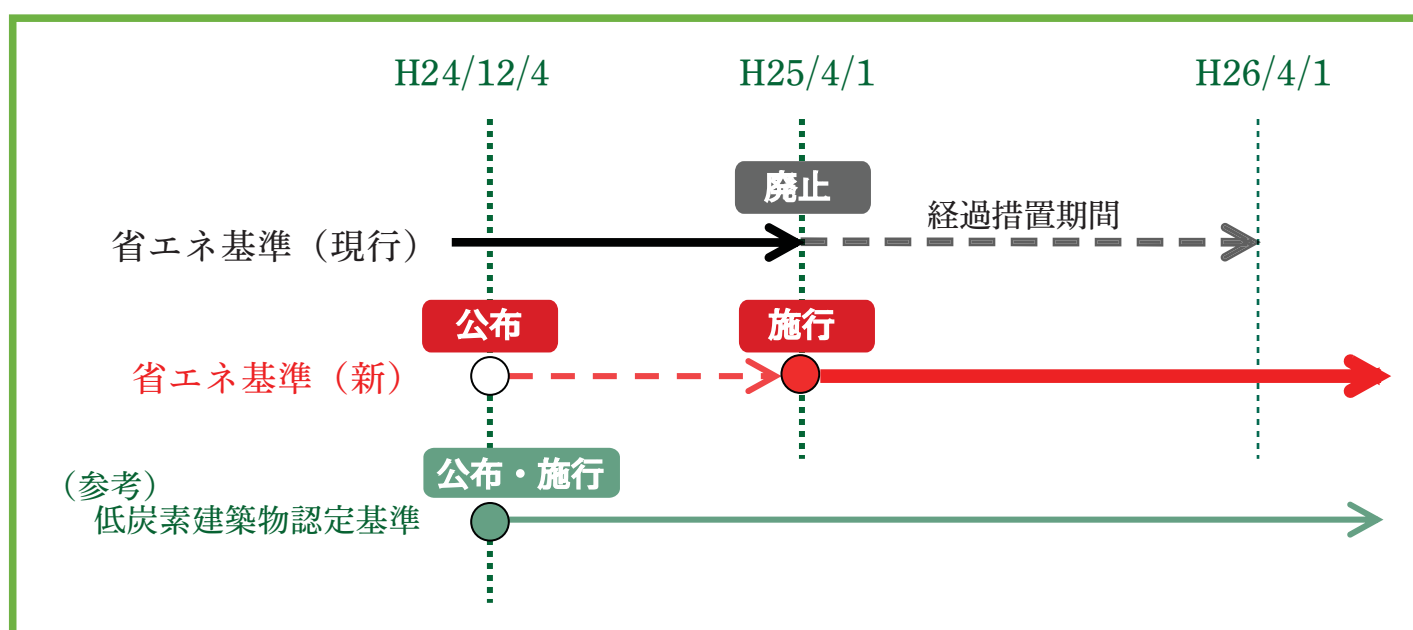 H24/12/4
H25/4/1
H26/4/1
廃止
経過措置期間
省エネ基準（現行）
公布
施行
省エネ基準（新）
公布・施行
（参考）
低炭素建築物認定基準